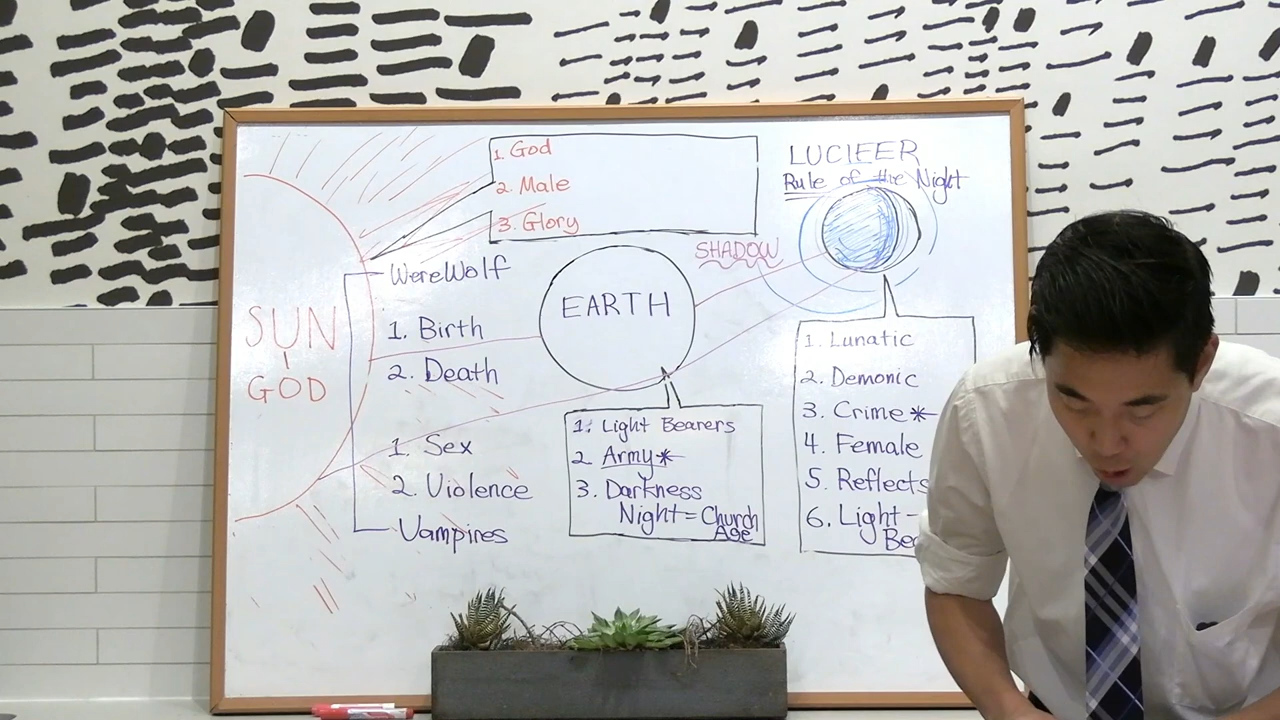 1. God
2. Male
3. Glory
LUCIFER
Rule of the Night
SHADOW
WereWolf
1. Birth
2. Death
1. Sex
2. Violence
Vampires
SUN
GOD
EARTH
1. Light Bearers
2 Army*
3. Darkness
Night = Church
Age
1. Lunatic
2. Demonic
3. Crime*
4. Female
5. Reflects
6. Light-